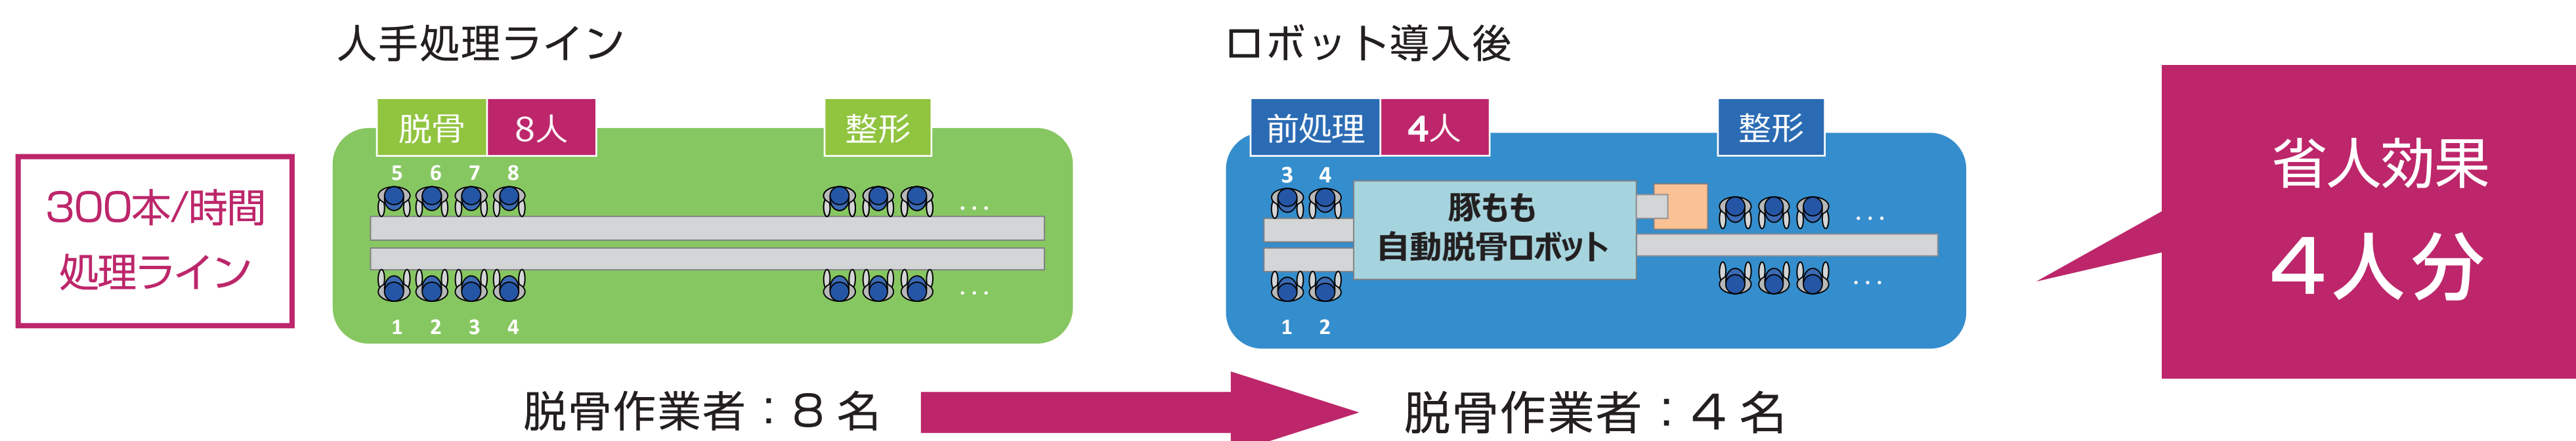 人手処理ライン
ロボット導入後
300本/時間
処理ライン
脱骨 8人
整形
5 6 7 8
...
...
1 2 3 4
前処理 4人
整形
3 4
豚もも
自動脱骨ロボット
...
...
1 2
省人効果
4人分
脱骨作業者：8 名
脱骨作業者：4 名